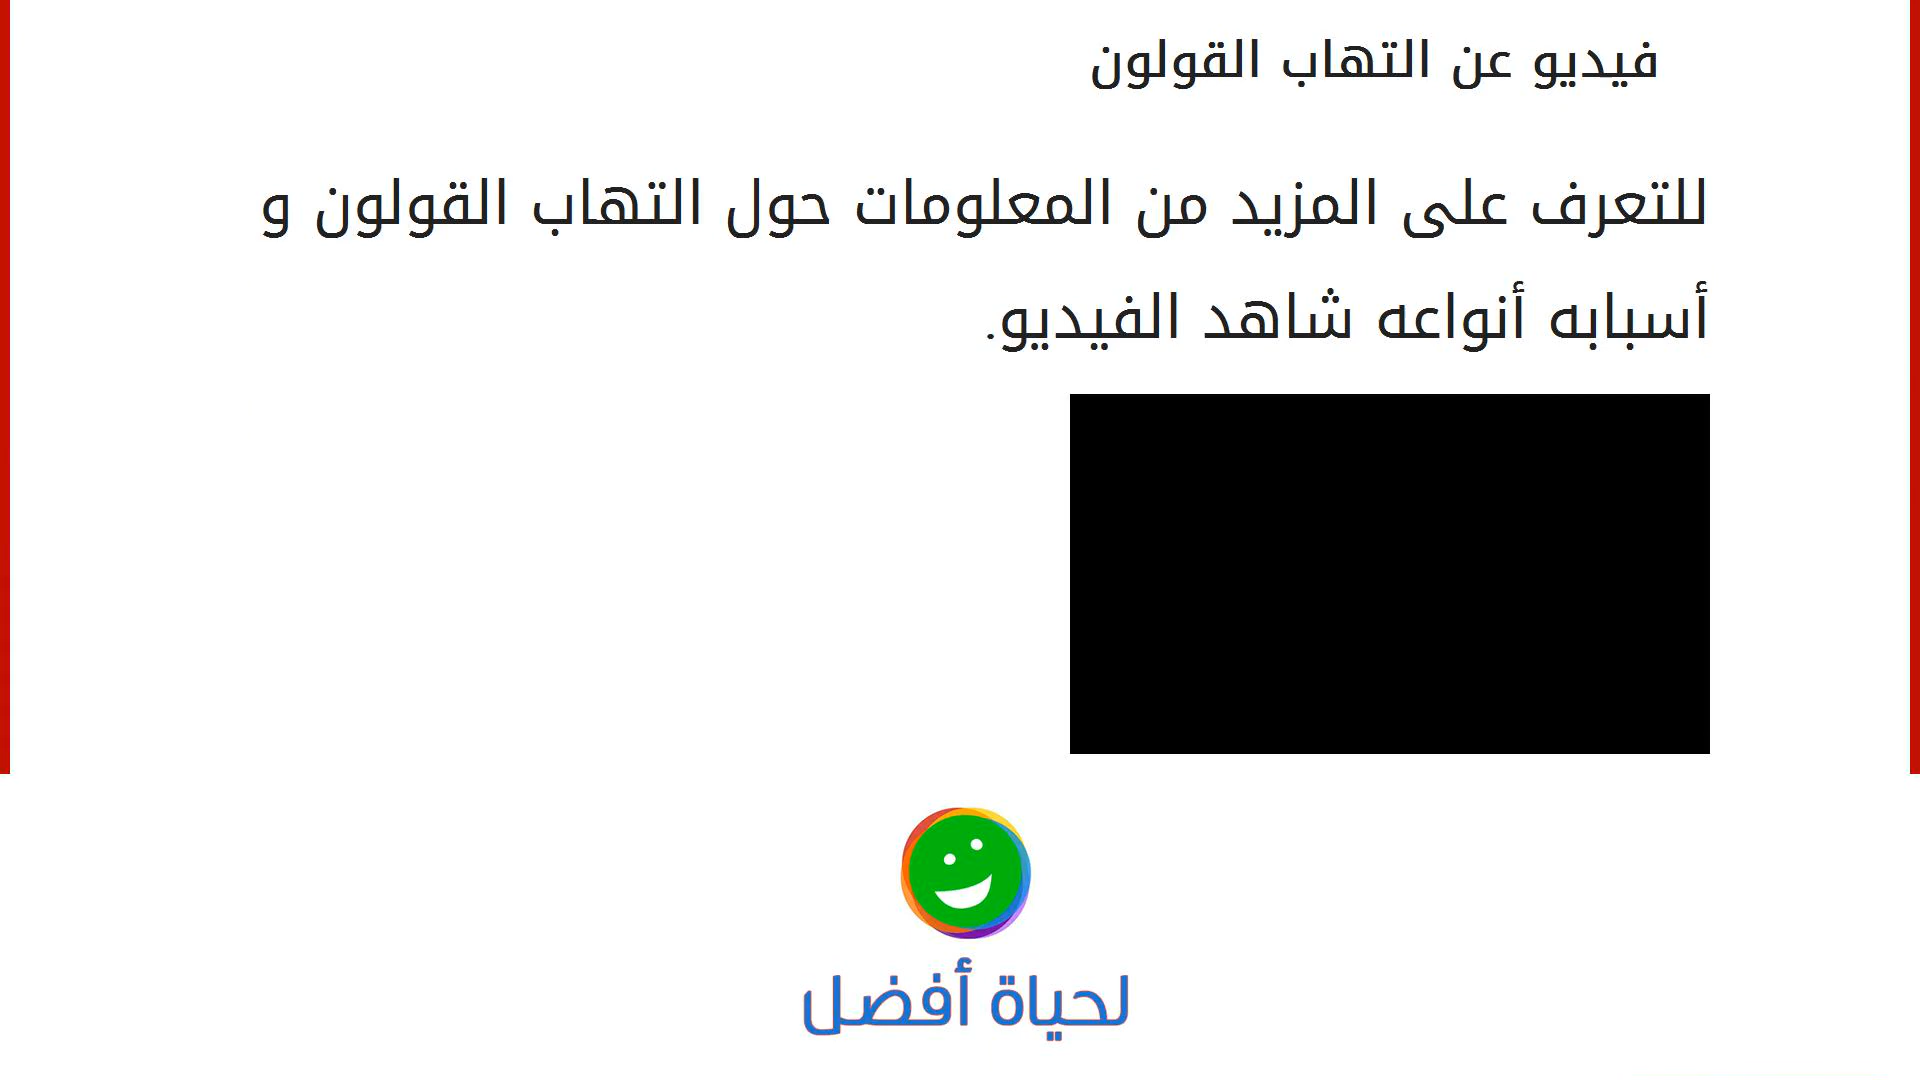 فيديو عن التهاب القولون
للتعرف على المزيد من المعلومات حول التهاب القولون و
أسبابه أنواعه شاهد الفيديو.
لحياة أفضل